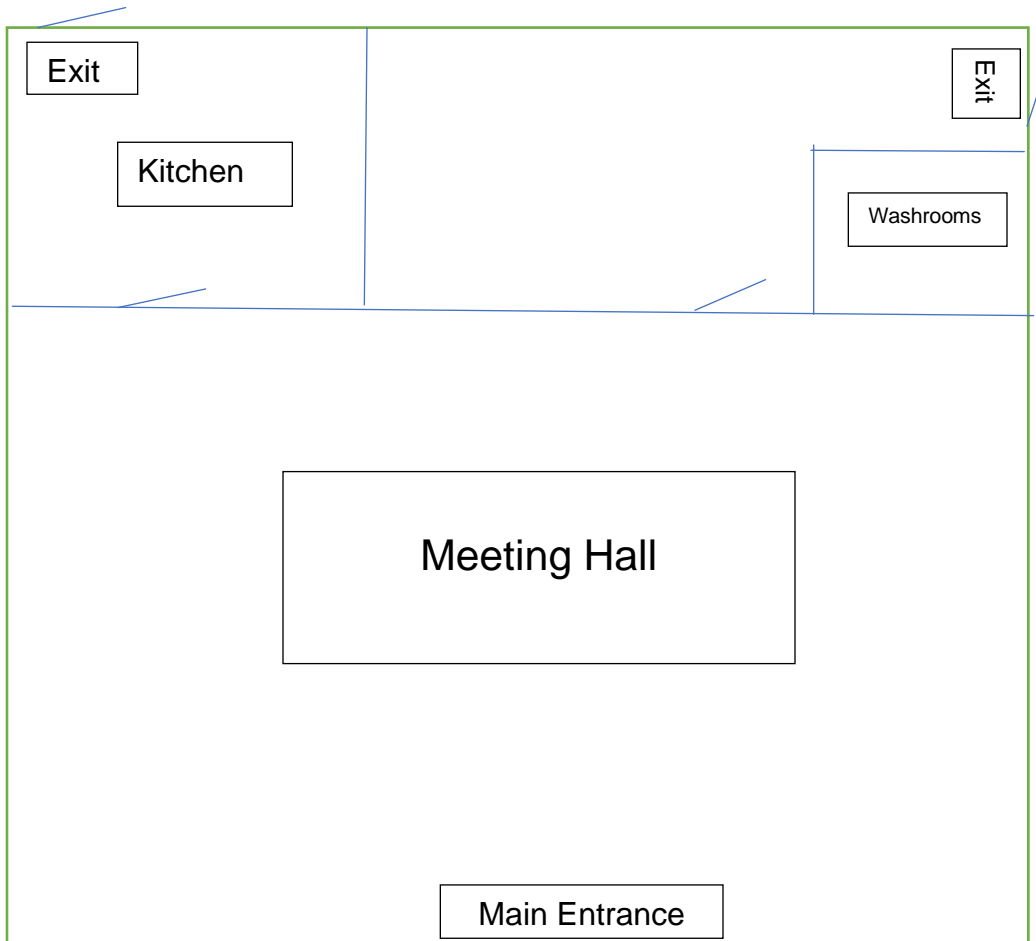 Exit
Exit
Kitchen
Washrooms
Meeting Hall
Main Entrance